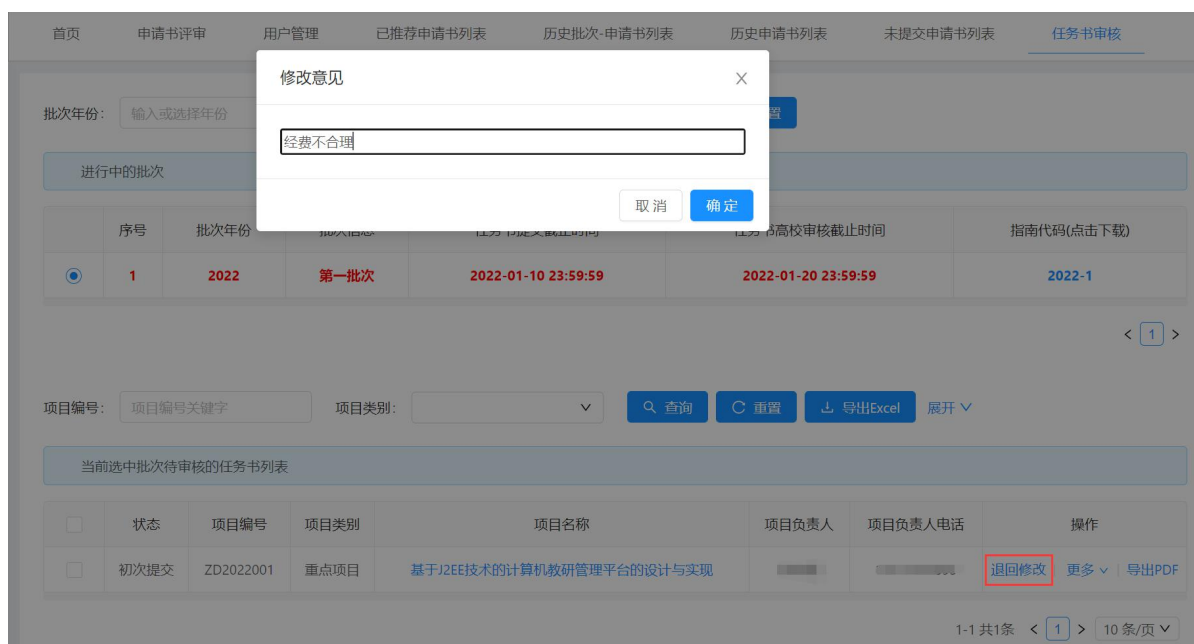 首页 申请书评审 用户管理 已推荐申请书列表 历史批次-申请书列表 历史申请书列表 未提交申请书列表 任务书审核
修改意见
批次年份: 输入或选择年份 置
经费不合理
进行中的批次
取消 确定
序号 批次年份 批次信息 任务书提交截止时间 任务书高校审核截止时间 指南代码(点击下载)
1 2022 第一批次 2022-01-10 23:59:59 2022-01-20 23:59:59 2022-1
< 1 >
项目编号: 项目编号关键字 项目类别: 查询 重置 导出Excel 展开
当前选中批次待审核的任务书列表
状态 项目编号 项目类别 项目名称 项目负责人 项目负责人电话 操作
初次提交 ZD2022001 重点项目 基于J2EE技术的计算机教研管理平台的设计与实现 退回修改 更多 导出PDF
1-1 共1条 < 1 > 10 条/页